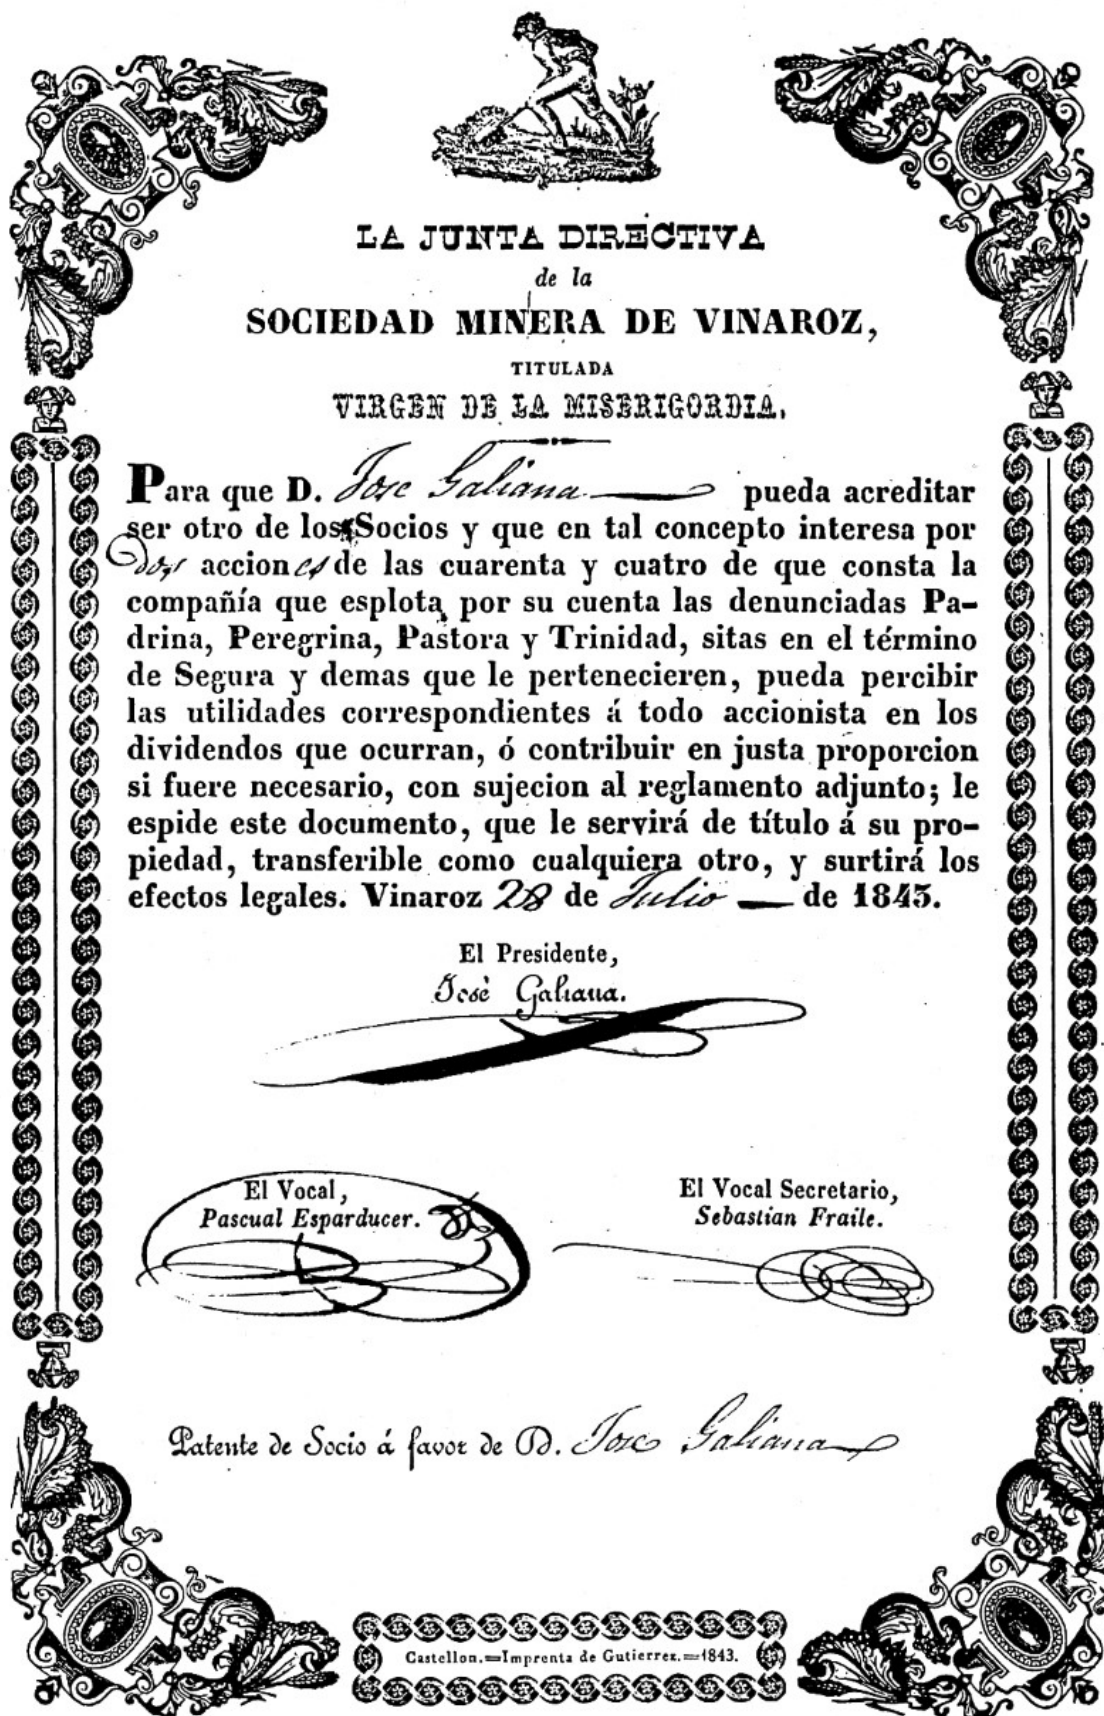 LA JUNTA DIRECTIVA
de la
SOCIEDAD MINERA DE VINAROZ,
TITULADA
VIRGEN DE LA MISERICORDIA.
Para que D. Jose Galiana pueda acreditar
ser otro de los Socios y que en tal concepto interesa por
dos acciones de las cuarenta y cuatro de que consta la
compañía que esplota por su cuenta las denunciadas Pa-
drina, Peregrina, Pastora y Trinidad, sitas en el término
de Segura y demas que le pertenecieren, pueda percibir
las utilidades correspondientes á todo accionista en los
dividendos que ocurran, ó contribuir en justa proporcion
si fuere necesario, con sujecion al reglamento adjunto; le
espide este documento, que le servirá de título á su pro-
piedad, transferible como cualquiera otro, y surtirá los
efectos legales. Vinaroz 28 de Julio de 1843.
El Presidente,
Josè Galiana.
El Vocal,
Pascual Esparducer.
El Vocal Secretario,
Sebastian Fraile.
Patente de Socio á favor de D. Jose Galiana
Castellon.=Imprenta de Gutierrez.=1843.